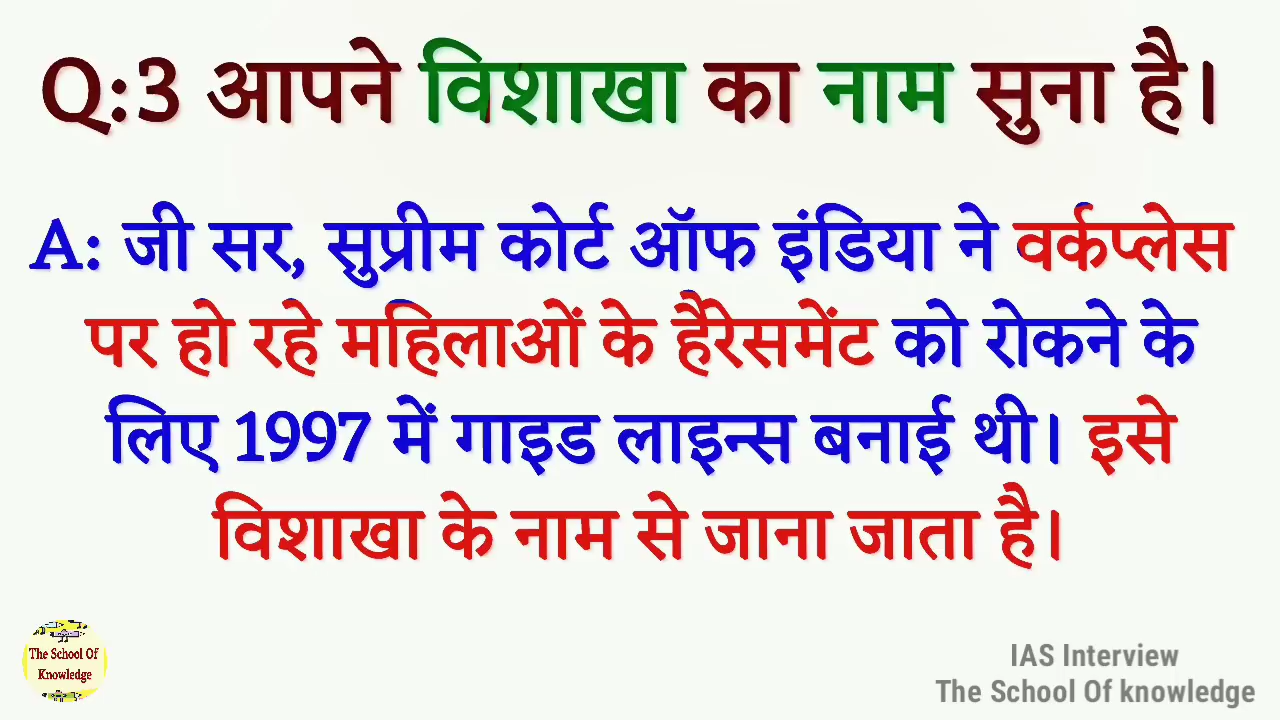 Q:3 आपने विशाखा का नाम सुना है।
A: जी सर, सुप्रीम कोर्ट ऑफ इंडिया ने वर्कप्लेस
पर हो रहे महिलाओं के हैरेसमेंट को रोकने के
लिए 1997 में गाइड लाइन्स बनाई थी। इसे
विशाखा के नाम से जाना जाता है।
The School Of
Knowledge
IAS Interview
The School Of knowledge